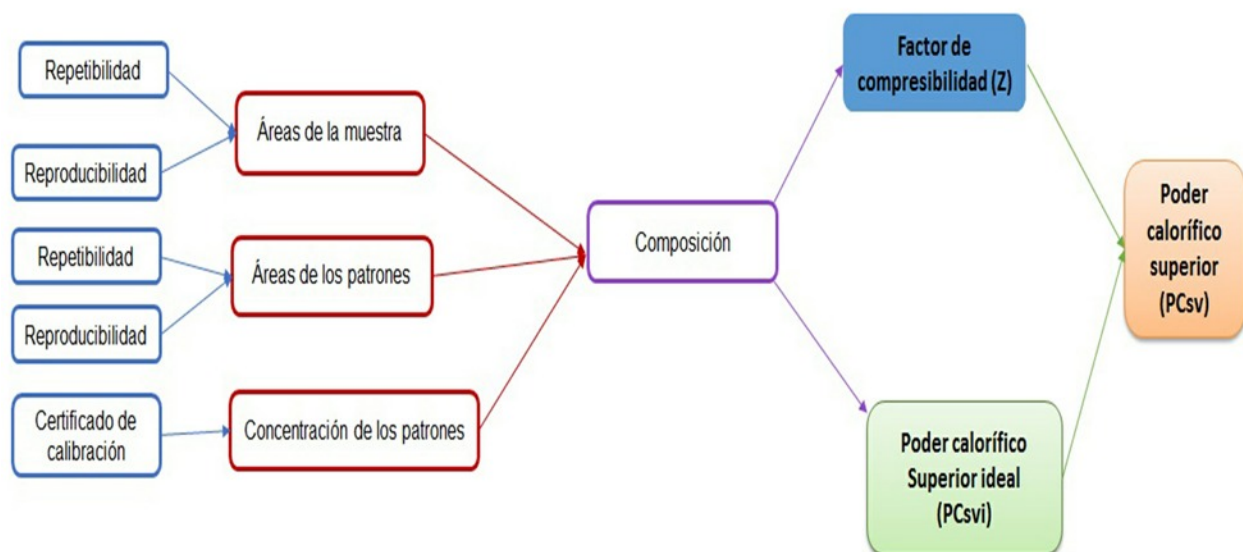 Repetibilidad
Reproducibilidad
Repetibilidad
Reproducibilidad
Certificado de
calibración
Áreas de la muestra
Áreas de los patrones
Concentración de los patrones
Composición
Factor de
compresibilidad (Z)
Poder calorífico
Superior ideal
(PCsvi)
Poder
calorífico
superior
(PCsv)